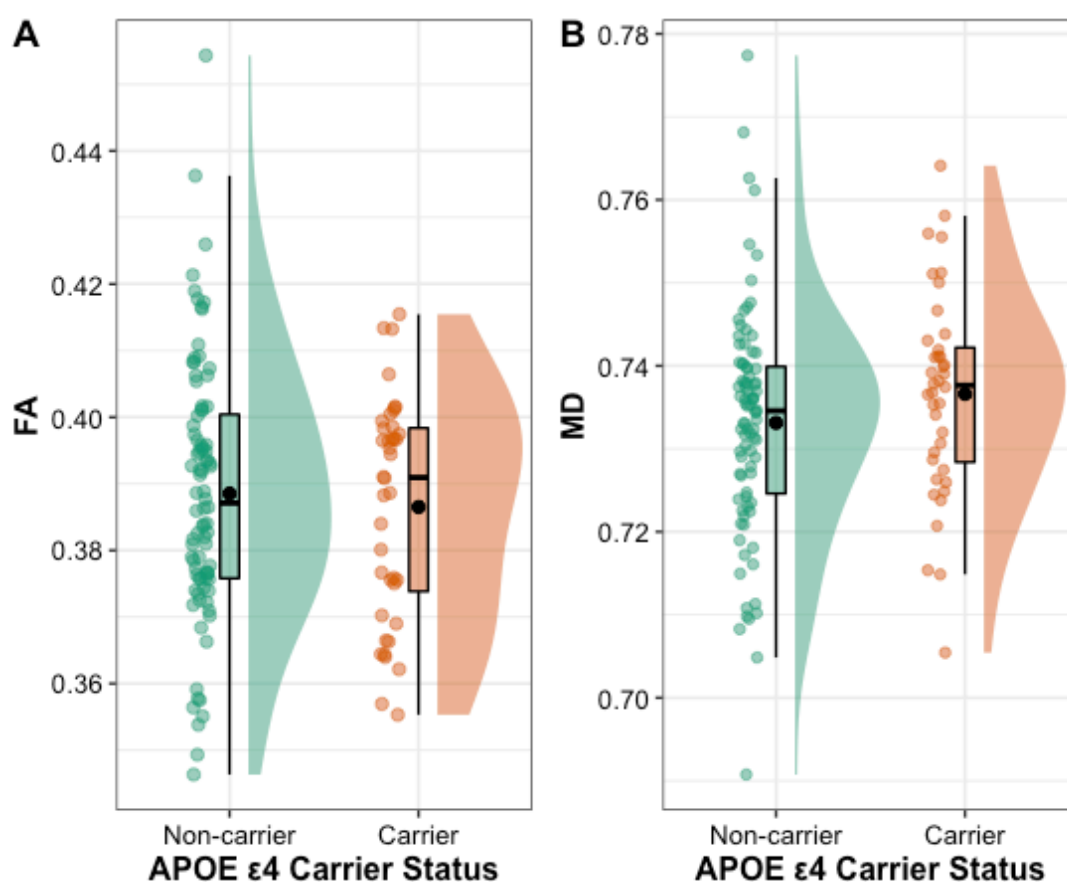 A
FA
0.44
0.42
0.40
0.38
0.36
Non-carrier Carrier
APOE ε4 Carrier Status
B
MD
0.78
0.76
0.74
0.72
0.70
Non-carrier Carrier
APOE ε4 Carrier Status